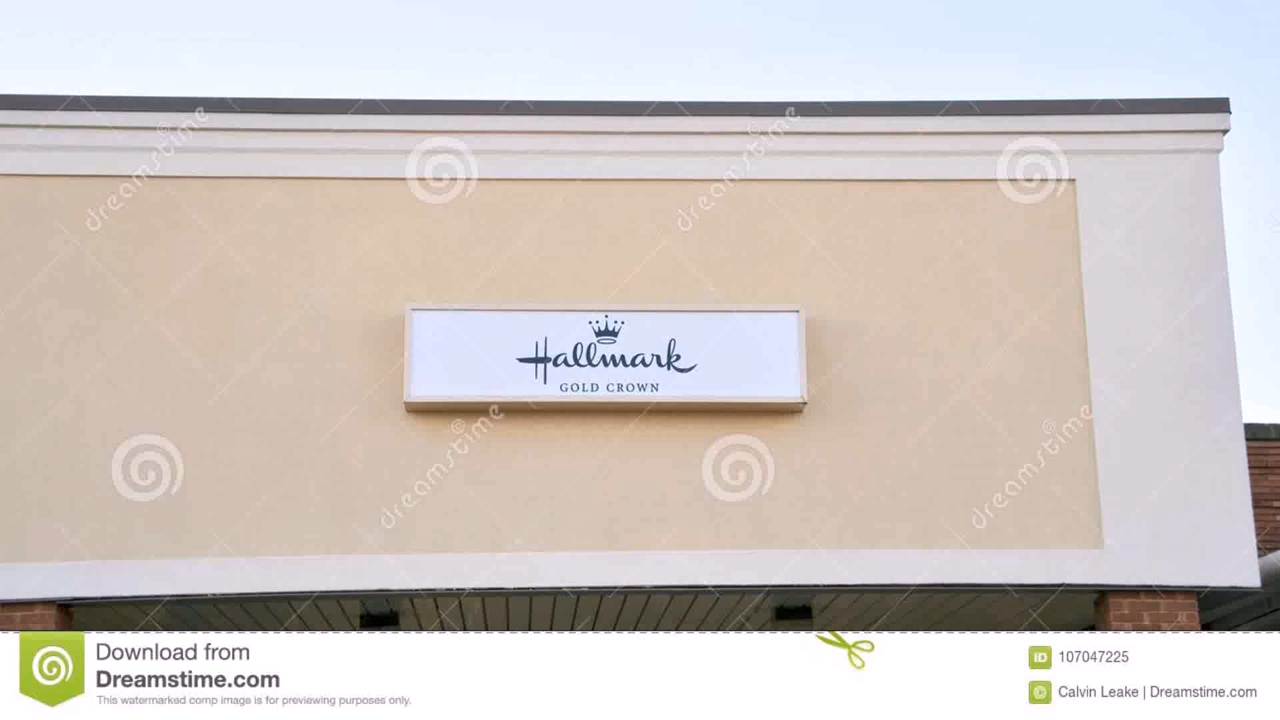 dreamstime
dreamstime
Hallmark
GOLD CROWN
dreamstime
dreamstime
Download from
Dreamstime.com
This watermarked comp image is for previewing purposes only.
ID 107047225
© Calvin Leake | Dreamstime.com